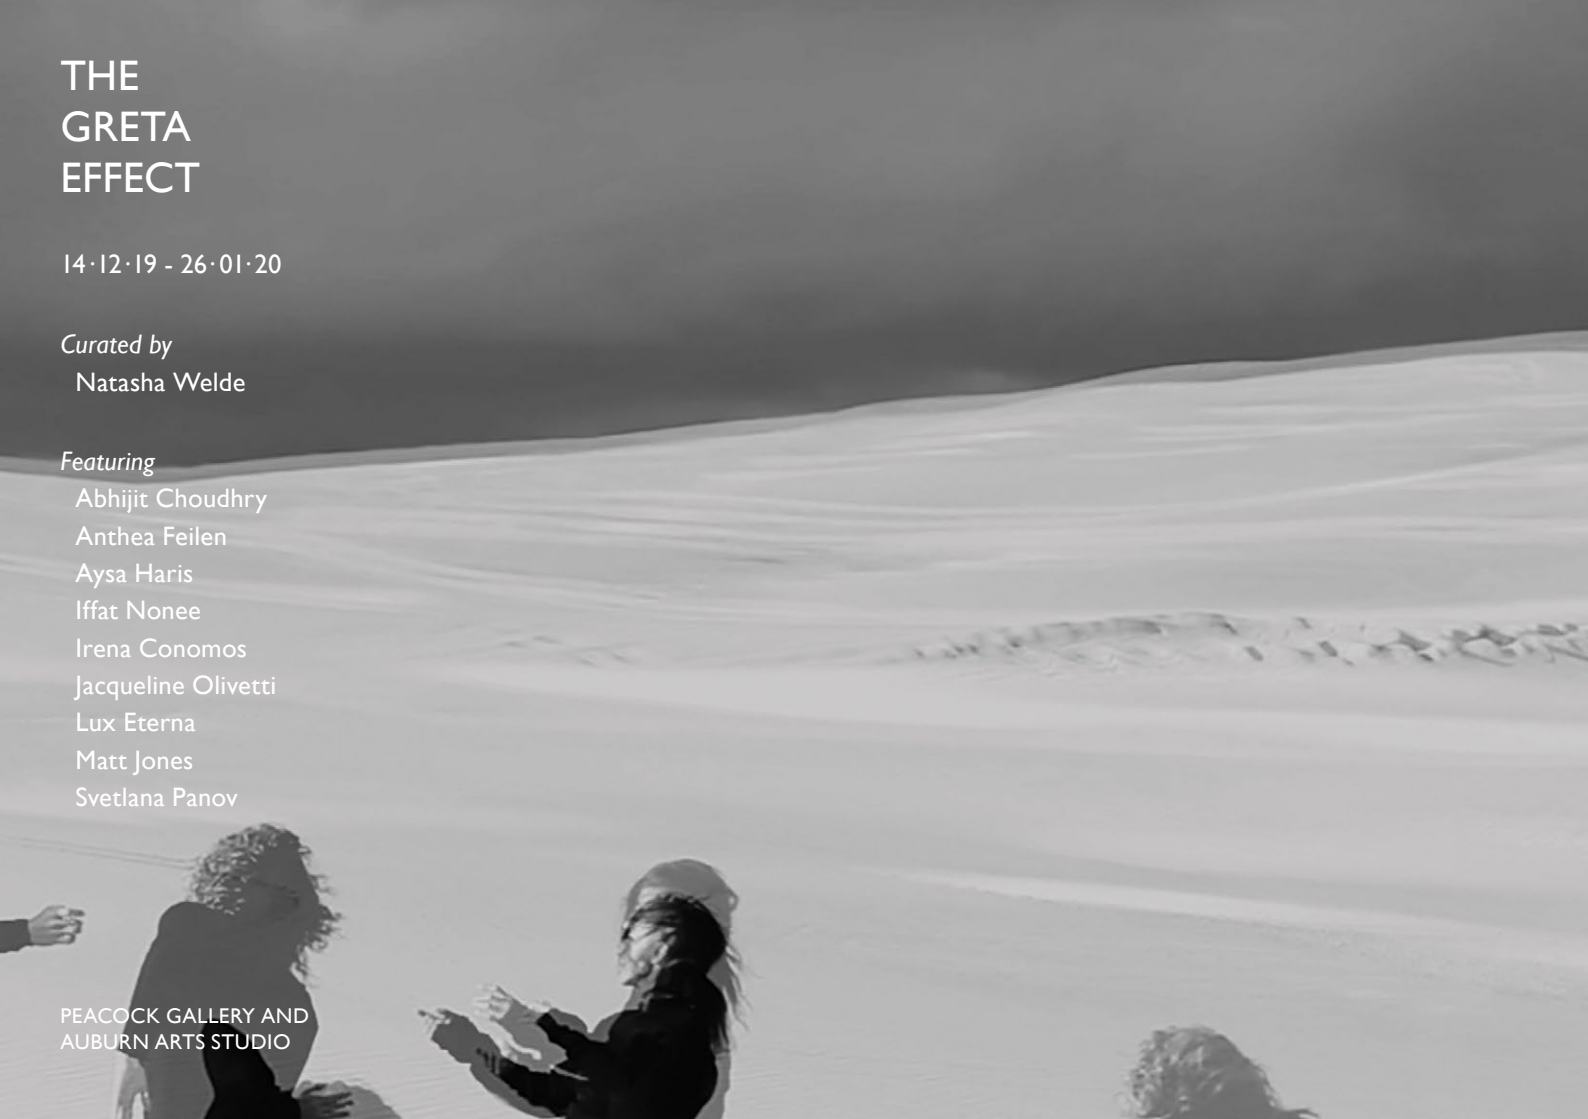 THE
GRETA
EFFECT
14·12·19 - 26·01·20
Curated by
Natasha Welde
Featuring
Abhijit Choudhry
Anthea Feilen
Aysa Haris
Iffat Nonee
Irena Conomos
Jacqueline Olivetti
Lux Eterna
Matt Jones
Svetlana Panov
PEACOCK GALLERY AND
AUBURN ARTS STUDIO